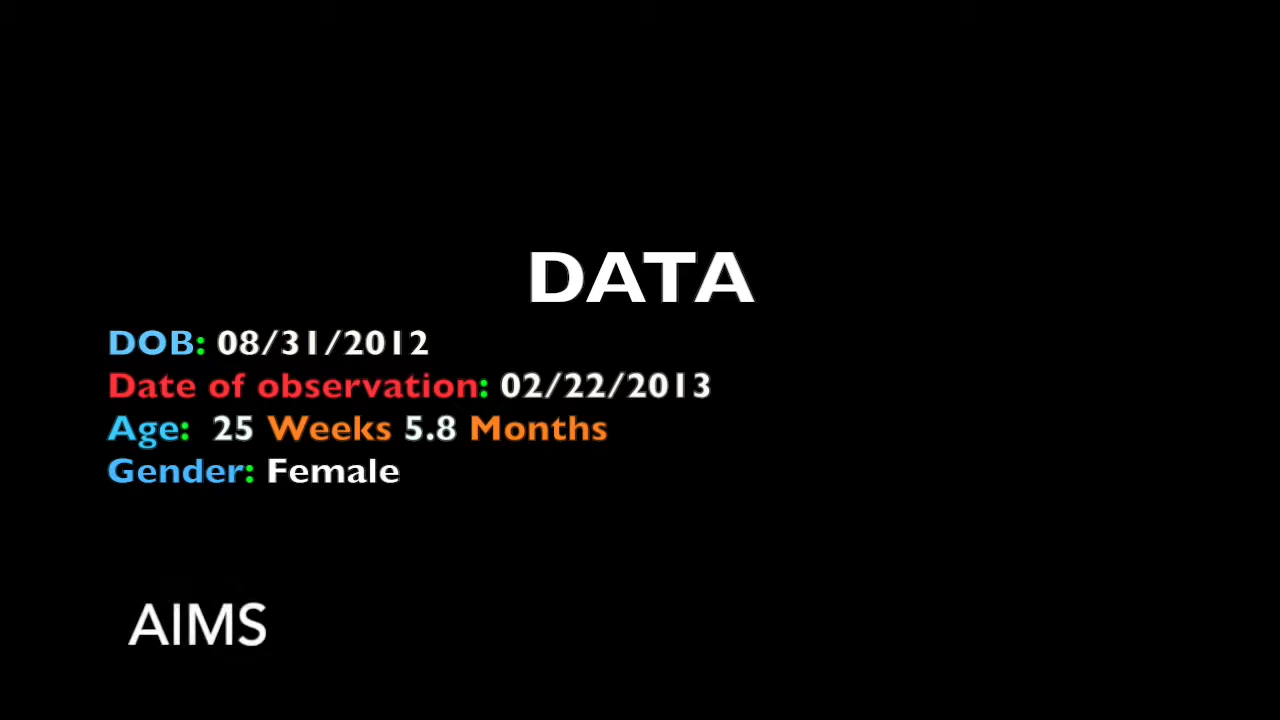 DATA
DOB: 08/31/2012
Date of observation: 02/22/2013
Age: 25 Weeks 5.8 Months
Gender: Female
AIMS